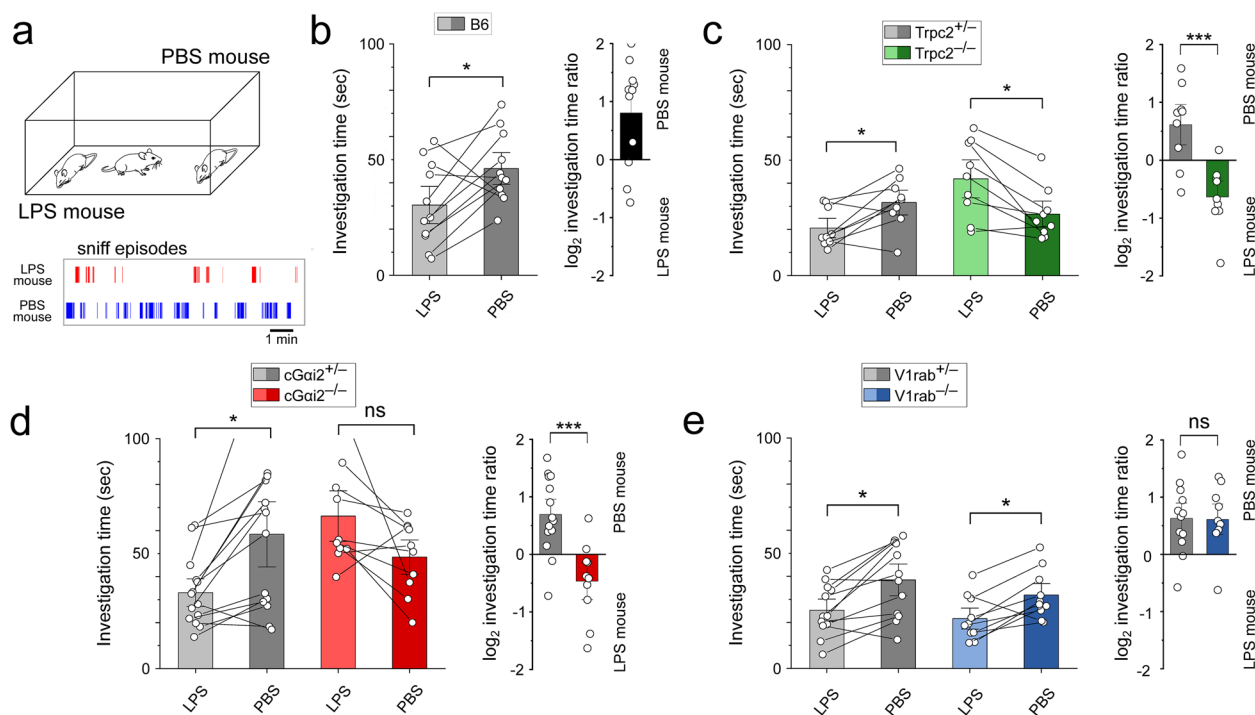 a
PBS mouse
LPS mouse
sniff episodes
LPS
mouse
PBS
mouse
1 min
b
B6
Investigation time (sec)
100
50
0
*
LPS
PBS
log2 investigation time ratio
2
1
0
-1
-2
PBS mouse
LPS mouse
c
Trpc2+/–
Trpc2–/–
Investigation time (sec)
100
50
0
*
*
LPS
PBS
LPS
PBS
log2 investigation time ratio
2
1
0
-1
-2
***
PBS mouse
LPS mouse
d
cGαi2+/–
cGαi2–/–
Investigation time (sec)
100
50
0
*
ns
LPS
PBS
LPS
PBS
log2 investigation time ratio
2
1
0
-1
-2
***
PBS mouse
LPS mouse
e
V1rab+/–
V1rab–/–
Investigation time (sec)
100
50
0
*
*
LPS
PBS
LPS
PBS
log2 investigation time ratio
2
1
0
-1
-2
ns
PBS mouse
LPS mouse